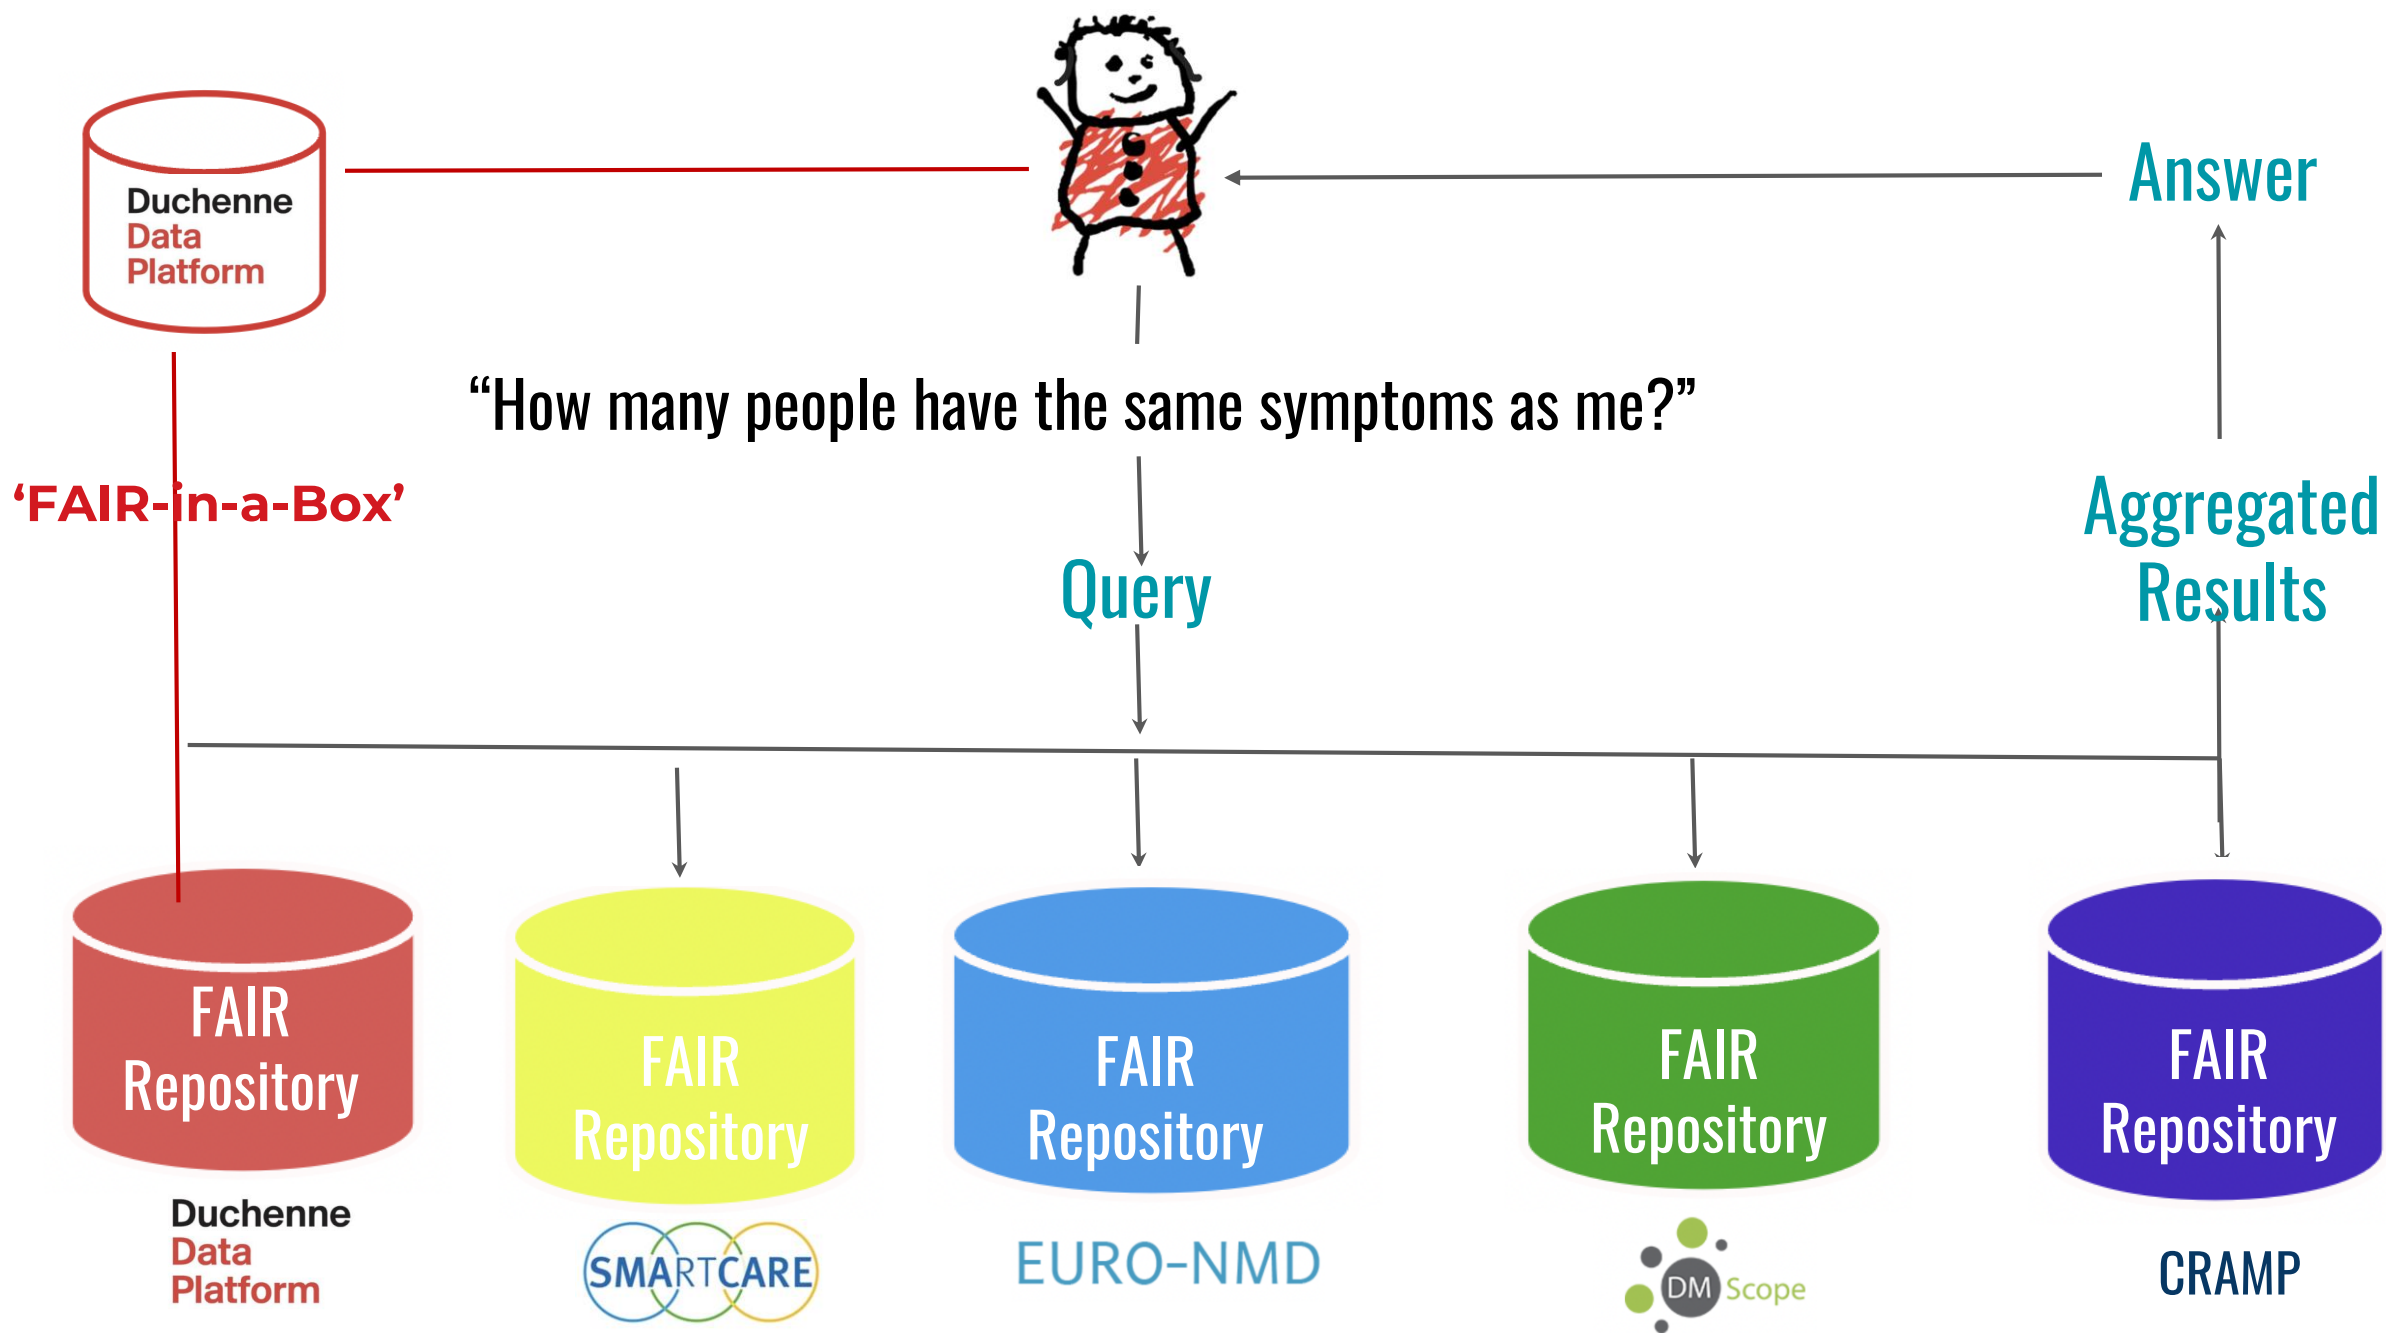 Duchenne
Data
Platform
Answer
“How many people have the same symptoms as me?”
‘FAIR-in-a-Box’
Aggregated
Results
Query
FAIR
Repository
FAIR
Repository
FAIR
Repository
FAIR
Repository
FAIR
Repository
Duchenne
Data
Platform
SMARTCARE
EURO-NMD
DM Scope
CRAMP